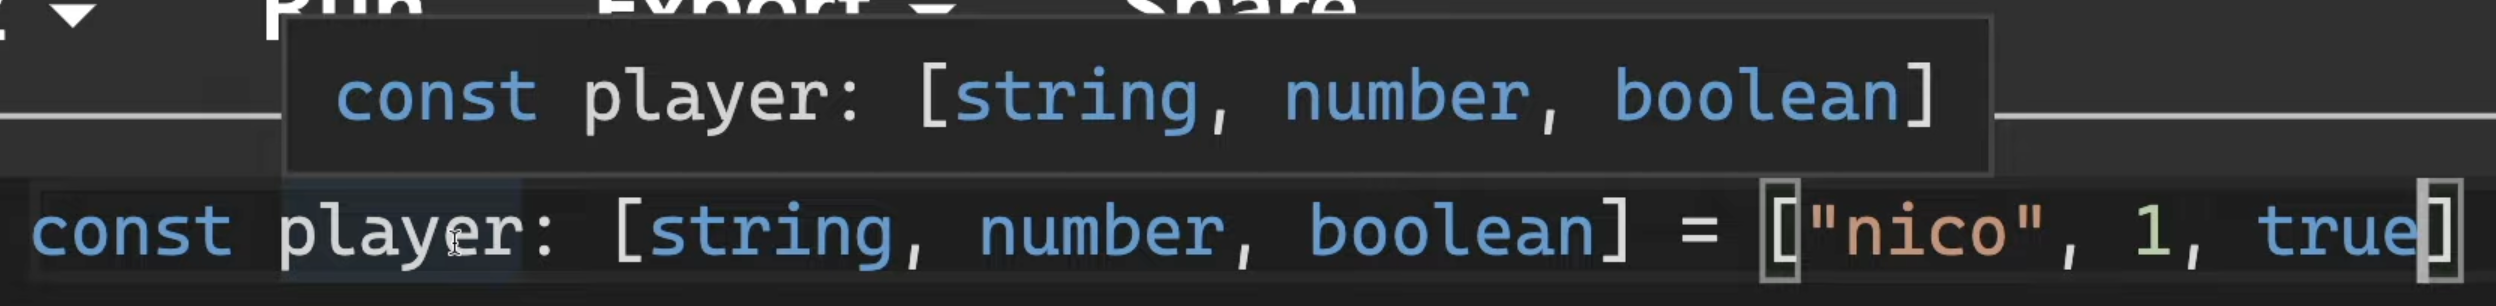 Run Export Share
const player: [string, number, boolean]
const player: [string, number, boolean] = ["nico", 1, true]